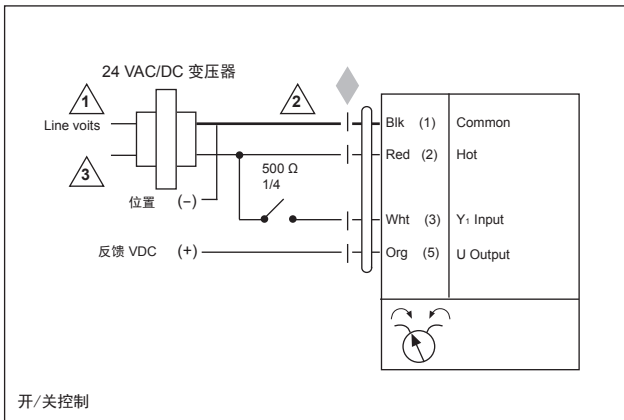 24 VAC/DC 变压器
1
2
Line voits
3
Blk (1) Common
Red (2) Hot
500 Ω
1/4
位置 (–)
Wht (3) Y₁ Input
反馈 VDC (+)
Org (5) U Output
开/关控制